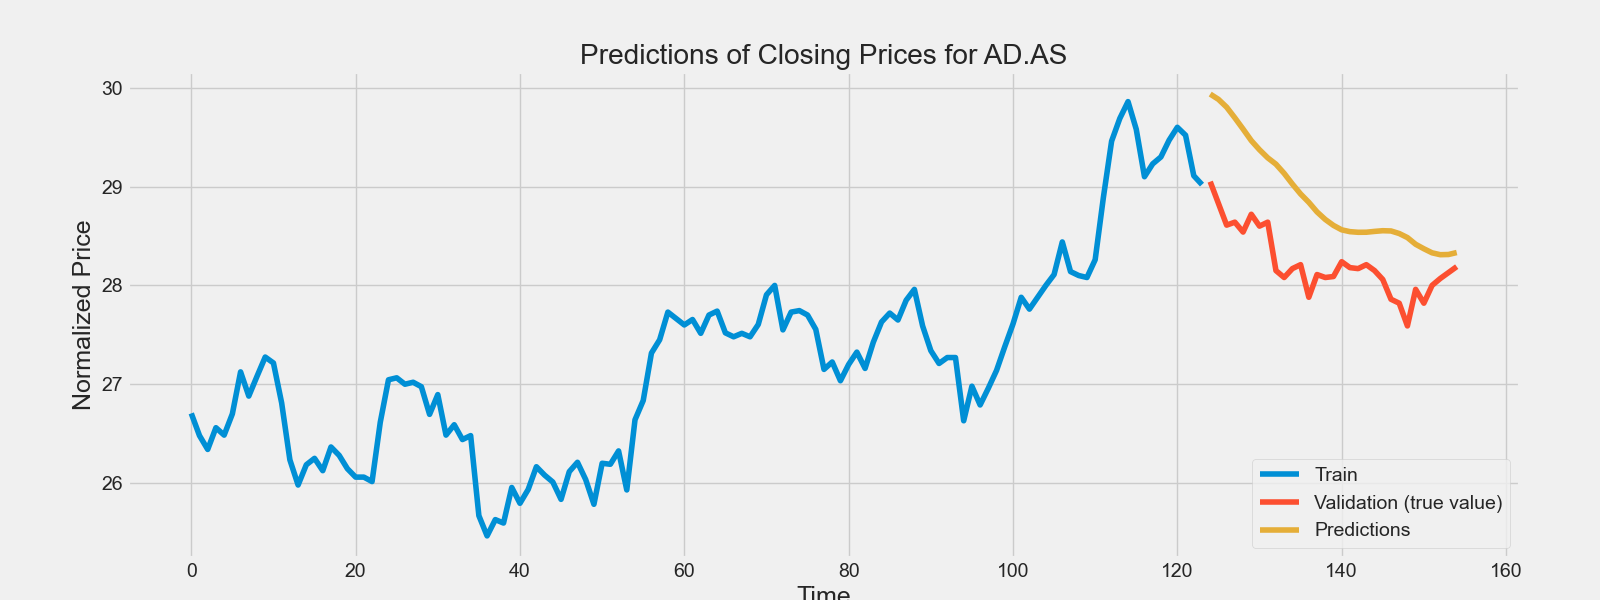 Predictions of Closing Prices for AD.AS
Normalized Price
30
29
28
27
26
0 20 40 60 80 100 120 140 160
Time
Train
Validation (true value)
Predictions